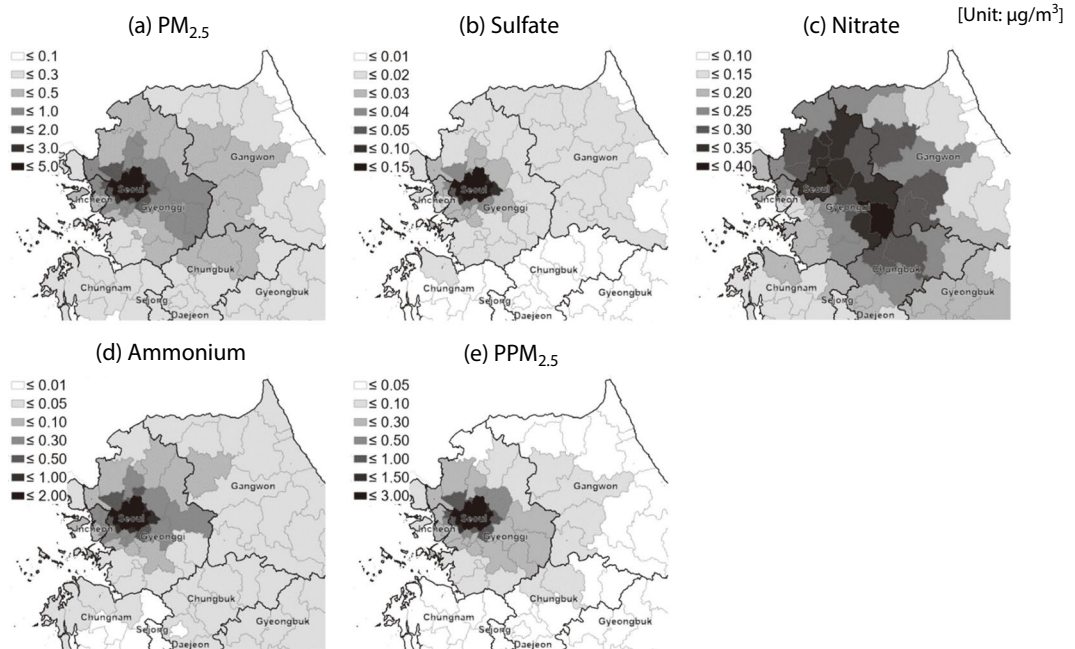 [Unit: µg/m³]
(a) PM₂.₅
(b) Sulfate
(c) Nitrate
≤ 0.1
≤ 0.3
≤ 0.5
≤ 1.0
≤ 2.0
≤ 3.0
≤ 5.0
Gangwon
Seoul
Incheon
Gyeonggi
Chungbuk
Chungnam
Sejong
Gyeongbuk
Daejeon
≤ 0.01
≤ 0.02
≤ 0.03
≤ 0.04
≤ 0.05
≤ 0.10
≤ 0.15
Gangwon
Seoul
Incheon
Gyeonggi
Chungbuk
Chungnam
Sejong
Gyeongbuk
Daejeon
≤ 0.10
≤ 0.15
≤ 0.20
≤ 0.25
≤ 0.30
≤ 0.35
≤ 0.40
Gangwon
Seoul
Incheon
Gyeonggi
Chungbuk
Chungnam
Sejong
Gyeongbuk
Daejeon
(d) Ammonium
(e) PPM₂.₅
≤ 0.01
≤ 0.05
≤ 0.10
≤ 0.30
≤ 0.50
≤ 1.00
≤ 2.00
Gangwon
Seoul
Incheon
Gyeonggi
Chungbuk
Chungnam
Sejong
Gyeongbuk
Daejeon
≤ 0.05
≤ 0.10
≤ 0.30
≤ 0.50
≤ 1.00
≤ 1.50
≤ 3.00
Gangwon
Seoul
Incheon
Gyeonggi
Chungbuk
Chungnam
Sejong
Gyeongbuk
Daejeon